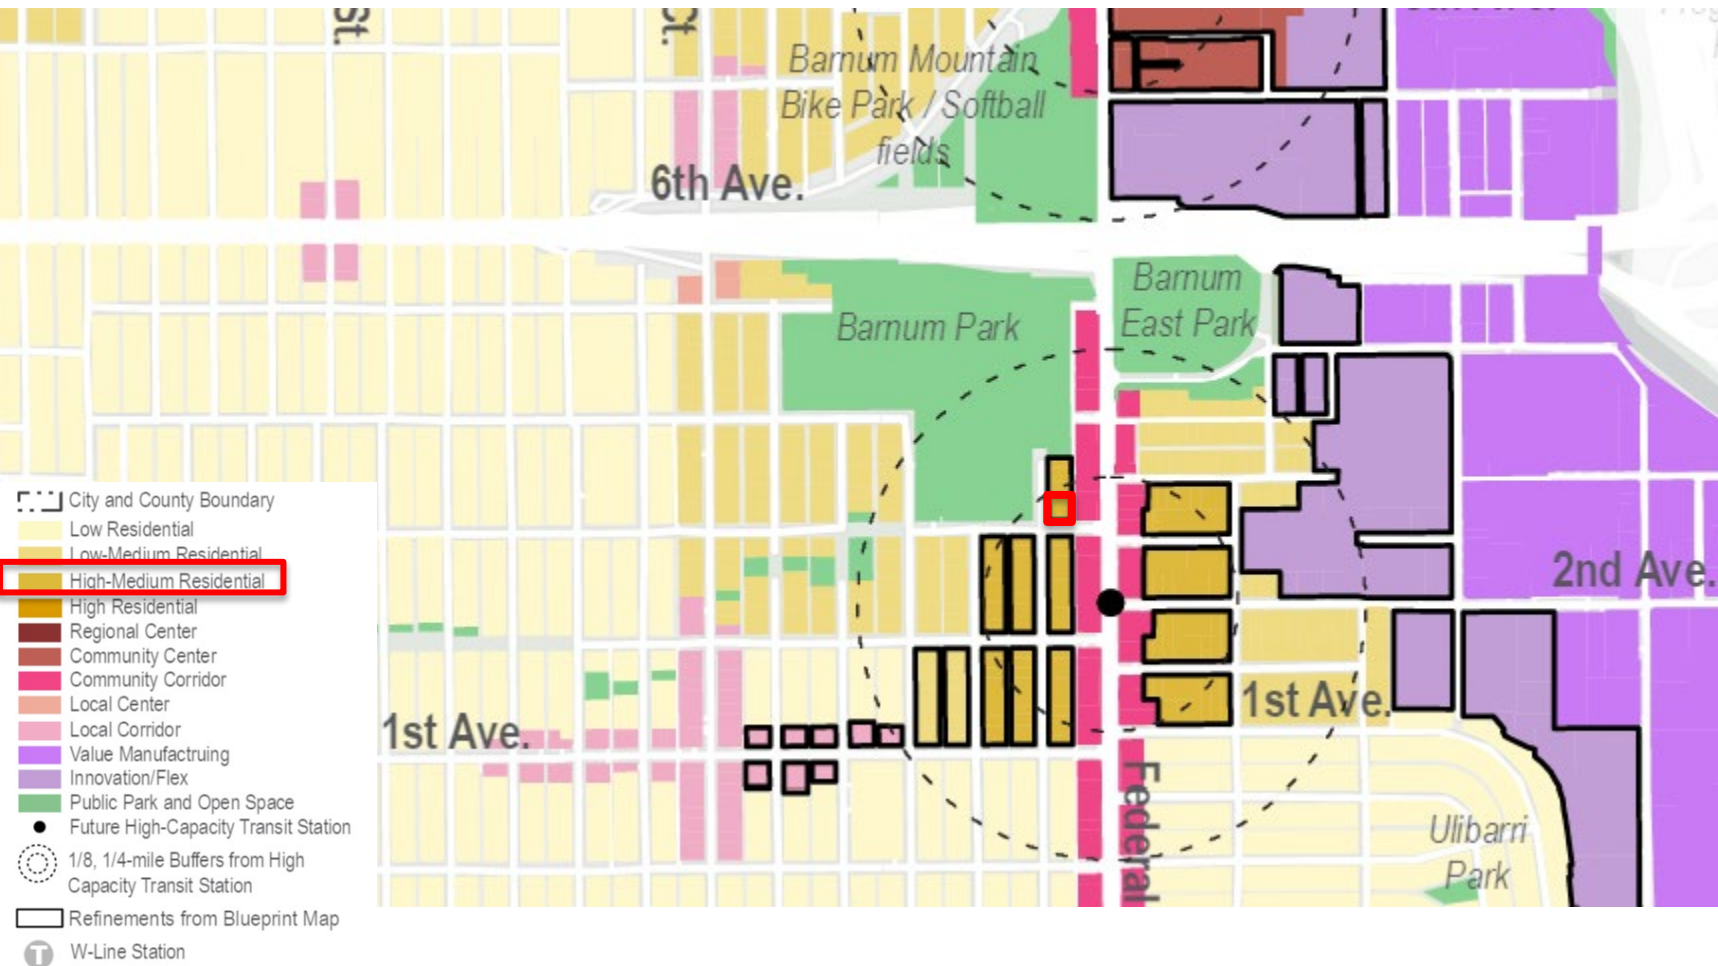 St.
Ct.
Barnum Mountain
Bike Park / Softball
fields
6th Ave.
Barnum
East Park
Barnum Park
2nd Ave.
1st Ave.
1st Ave.
Federal
Ulibarri
Park
City and County Boundary
Low Residential
Low-Medium Residential
High-Medium Residential
High Residential
Regional Center
Community Center
Community Corridor
Local Center
Local Corridor
Value Manufactruing
Innovation/Flex
Public Park and Open Space
Future High-Capacity Transit Station
1/8, 1/4-mile Buffers from High
Capacity Transit Station
Refinements from Blueprint Map
T W-Line Station